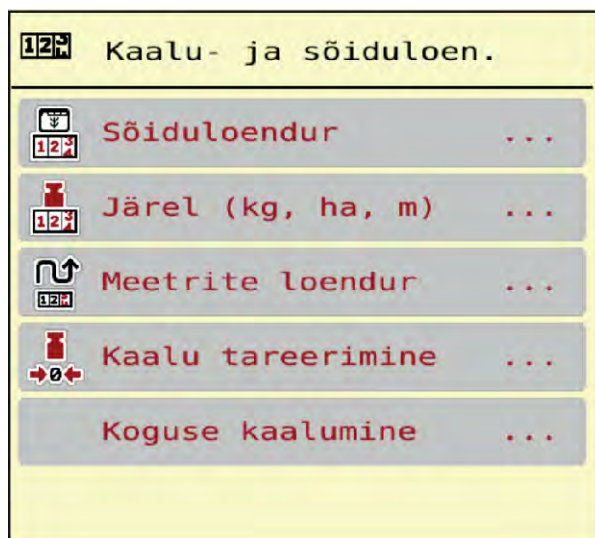 Kaalu- ja sõiduloen.
Sõiduloendur ...
Järel (kg, ha, m) ...
Meetrite loendur ...
Kaalu tareerimine ...
Koguse kaalumine ...